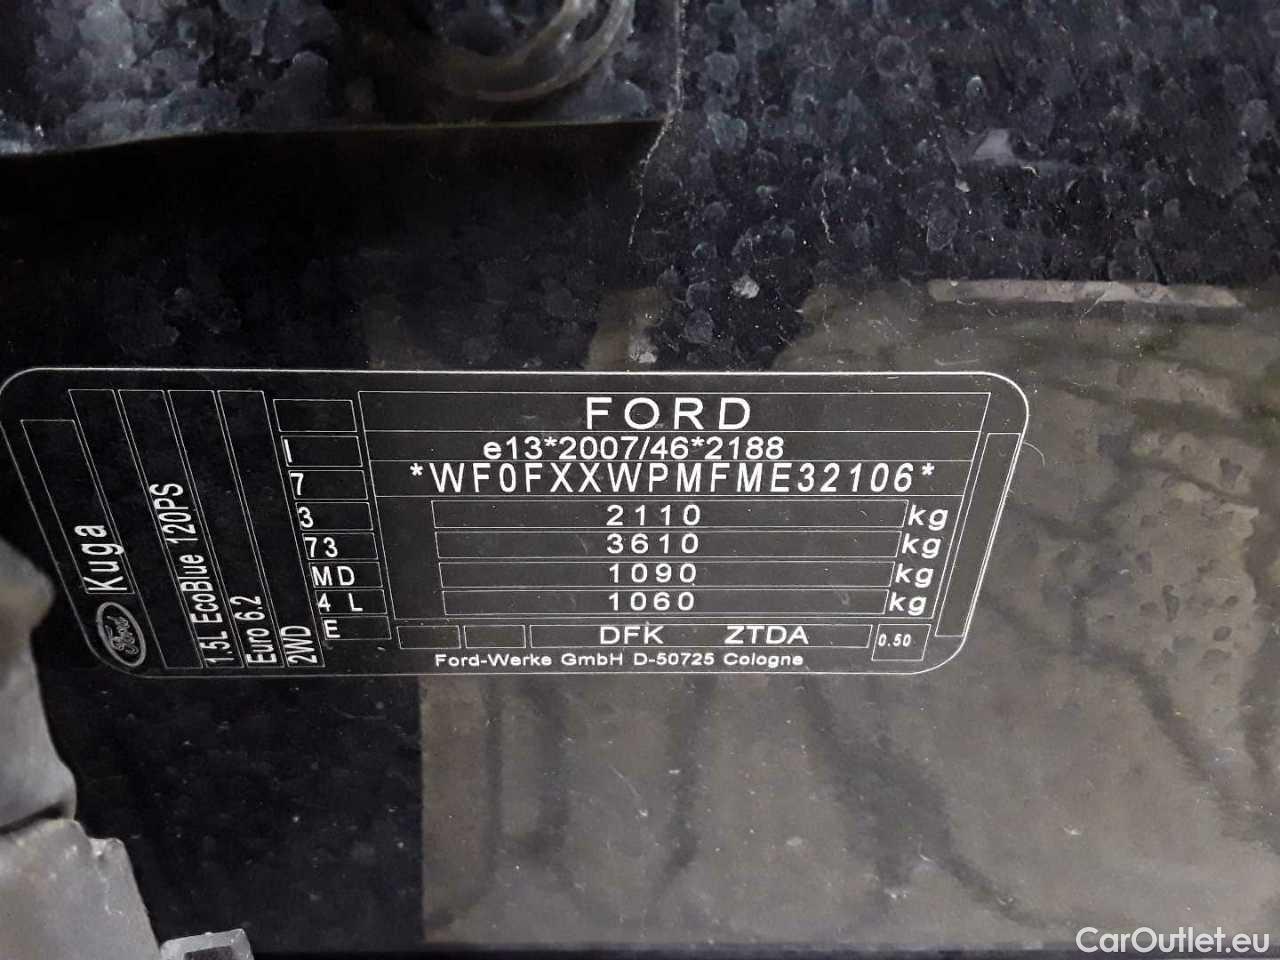 FORD
e13*2007/46*2188
*WF0FXXWPMFME32106*
2110 kg
3610 kg
1090 kg
1060 kg
DFK ZTDA
0.50
Ford-Werke GmbH D-50725 Cologne
I
7
3
73
MD
4 L
E
2WD
Euro 6.2
1.5L EcoBlue 120PS
Kuga
Ford
CarOutlet.eu